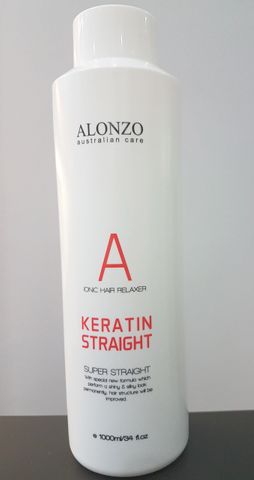 ALONZO
australian care
A
IONIC HAIR RELAXER
KERATIN
STRAIGHT
SUPER STRAIGHT
With special new formula which
perform a shiny & silky look
permanently, hair structure will be
improved.
e 1000ml/34 fl.oz.